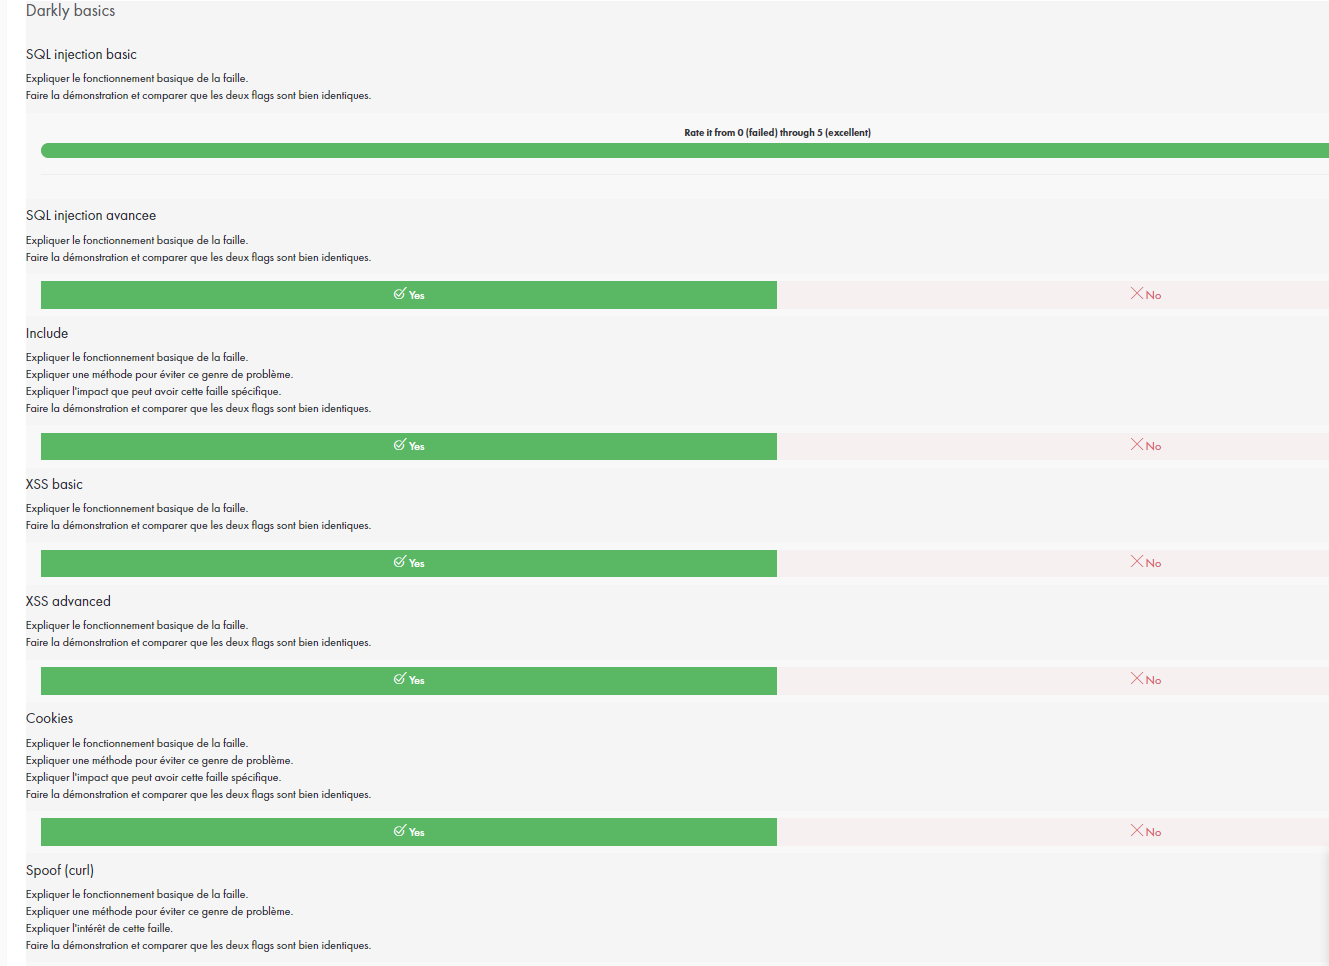 Darkly basics
SQL injection basic
Expliquer le fonctionnement basique de la faille.
Faire la démonstration et comparer que les deux flags sont bien identiques.
Rate it from 0 (failed) through 5 (excellent)
SQL injection avancee
Expliquer le fonctionnement basique de la faille.
Faire la démonstration et comparer que les deux flags sont bien identiques.
Yes
No
Include
Expliquer le fonctionnement basique de la faille.
Expliquer une méthode pour éviter ce genre de problème.
Expliquer l'impact que peut avoir cette faille spécifique.
Faire la démonstration et comparer que les deux flags sont bien identiques.
Yes
No
XSS basic
Expliquer le fonctionnement basique de la faille.
Faire la démonstration et comparer que les deux flags sont bien identiques.
Yes
No
XSS advanced
Expliquer le fonctionnement basique de la faille.
Faire la démonstration et comparer que les deux flags sont bien identiques.
Yes
No
Cookies
Expliquer le fonctionnement basique de la faille.
Expliquer une méthode pour éviter ce genre de problème.
Expliquer l'impact que peut avoir cette faille spécifique.
Faire la démonstration et comparer que les deux flags sont bien identiques.
Yes
No
Spoof (curl)
Expliquer le fonctionnement basique de la faille.
Expliquer une méthode pour éviter ce genre de problème.
Expliquer l'intérêt de cette faille.
Faire la démonstration et comparer que les deux flags sont bien identiques.